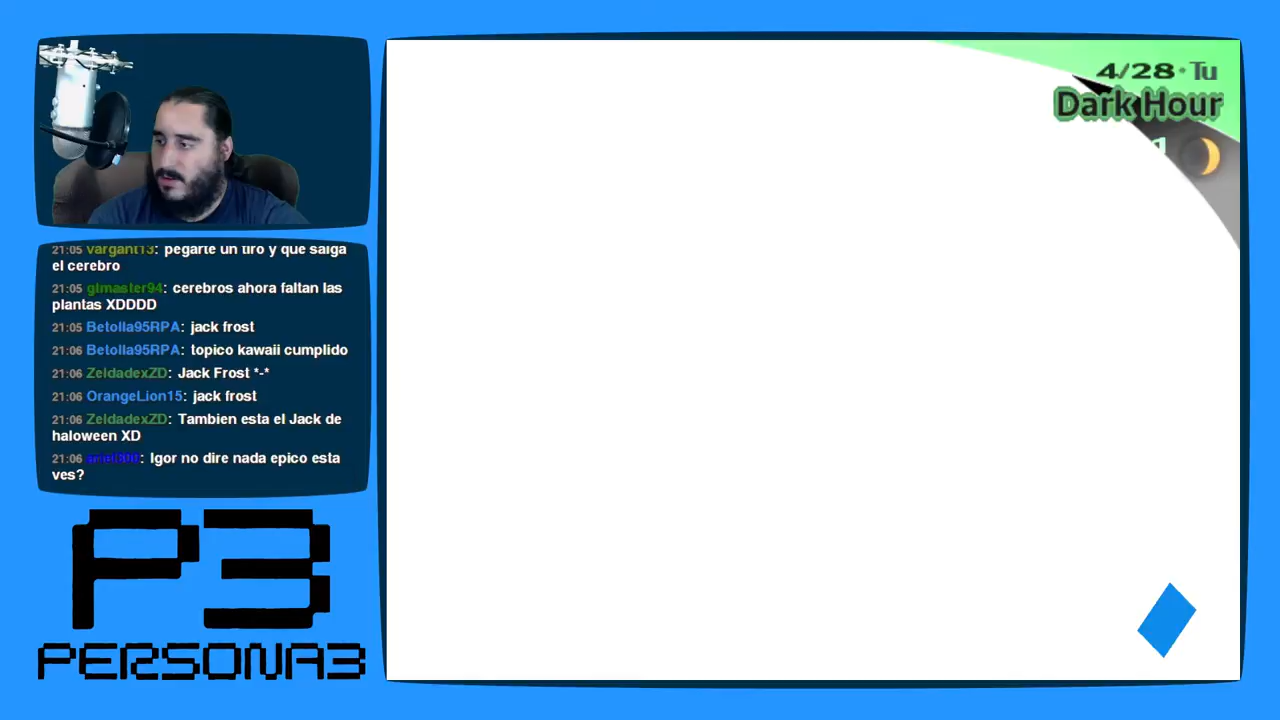 4/28·Tu
Dark Hour
1
21:05 vargant13: pegarte un tiro y que salga
el cerebro
21:05 glmaster94: cerebros ahora faltan las
plantas XDDDD
21:05 Betolla95RPA: jack frost
21:06 Betolla95RPA: topico kawaii cumplido
21:06 ZeldadexZD: Jack Frost *-*
21:06 OrangeLion15: jack frost
21:06 ZeldadexZD: Tambien esta el Jack de
haloween XD
21:06 : Igor no dire nada epico esta
ves?
P3
PERSONA3